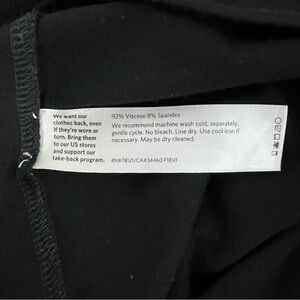 We want our
clothes back, even
if they're worn or
torn. Bring them
to our US stores
and support our
take-back program.
92% Viscose 8% Spandex
We recommend machine wash cold, separately,
gentle cycle. No bleach. Line dry. Use cool iron if
necessary. May be dry cleaned.
RN#78121/CA#34460 F18VF